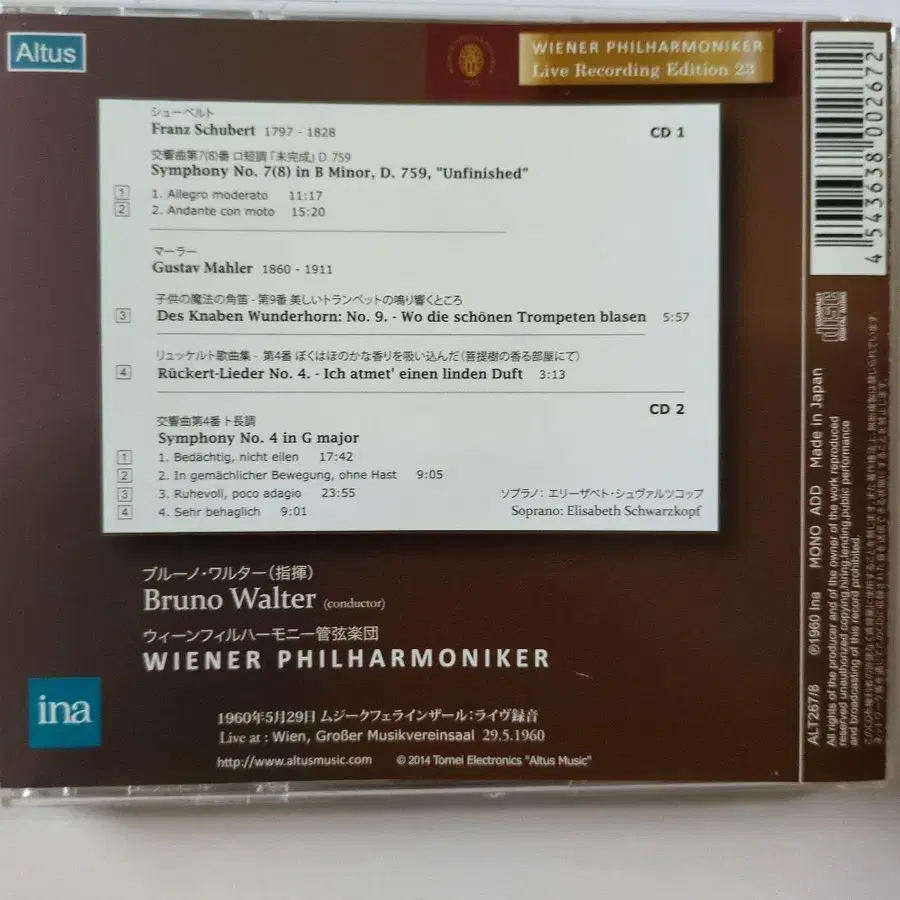 Altus
WIENER PHILHARMONIKER
Live Recording Edition 23
シューベルト
Franz Schubert 1797 - 1828
CD 1
交響曲第7(8)番 ロ短調「未完成」D. 759
Symphony No. 7(8) in B Minor, D. 759, "Unfinished"
1 1. Allegro moderato 11:17
2 2. Andante con moto 15:20
マーラー
Gustav Mahler 1860 - 1911
子供の魔法の角笛 - 第9番 美しいトランペットの鳴り響くところ
3 Des Knaben Wunderhorn: No. 9. - Wo die schönen Trompeten blasen 5:57
リュッケルト歌曲集 - 第4番 ぼくはほのかな香りを吸い込んだ(菩提樹の香る部屋にて)
4 Rückert-Lieder No. 4. - Ich atmet' einen linden Duft 3:13
CD 2
交響曲第4番 ト長調
Symphony No. 4 in G major
1 1. Bedächtig, nicht eilen 17:42
2 2. In gemächlicher Bewegung, ohne Hast 9:05
3 3. Ruhevoll, poco adagio 23:55
4 4. Sehr behaglich 9:01
ソプラノ: エリーザベト・シュヴァルツコップ
Soprano: Elisabeth Schwarzkopf
ブルーノ・ワルター(指揮)
Bruno Walter (conductor)
ウィーンフィルハーモニー管弦楽団
WIENER PHILHARMONIKER
ina
1960年5月29日 ムジークフェラインザール:ライヴ録音
Live at : Wien, Großer Musikvereinsaal 29.5.1960
http://www.altusmusic.com © 2014 Tomei Electronics "Altus Music"
4 543638 002672
COMPACT
disc
DIGITAL AUDIO
ALT267/8 ℗1960 Ina MONO ADD Made in Japan
All rights of the producer and of the owner of the work reproduced
reserved unauthorized copying,hiring,lending,public performance
and broadcasting of this record prohibited.